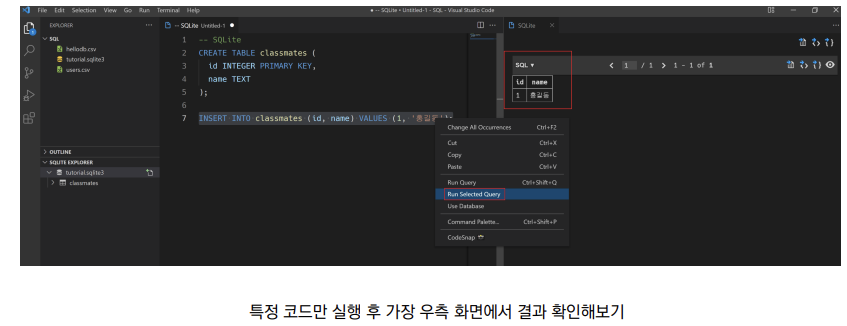 File Edit Selection View Go Run Terminal Help
● -- SQLite • Untitled-1 - SQL - Visual Studio Code
EXPLORER
SQL
hellodb.csv
tutorial.sqlite3
users.csv
OUTLINE
SQLITE EXPLORER
tutorial.sqlite3
classmates
-- SQLite Untitled-1 ●
1 -- SQLite
2 CREATE TABLE classmates (
3 id INTEGER PRIMARY KEY,
4 name TEXT
5 );
6
7 INSERT INTO classmates (id, name) VALUES (1, '홍길동');
Change All Occurrences Ctrl+F2
Cut Ctrl+X
Copy Ctrl+C
Paste Ctrl+V
Run Query Ctrl+Shift+Q
Run Selected Query
Use Database
Command Palette... Ctrl+Shift+P
CodeSnap
SQLite
SQL ▾ < 1 / 1 > 1 - 1 of 1
id name
1 홍길동
특정 코드만 실행 후 가장 우측 화면에서 결과 확인해보기